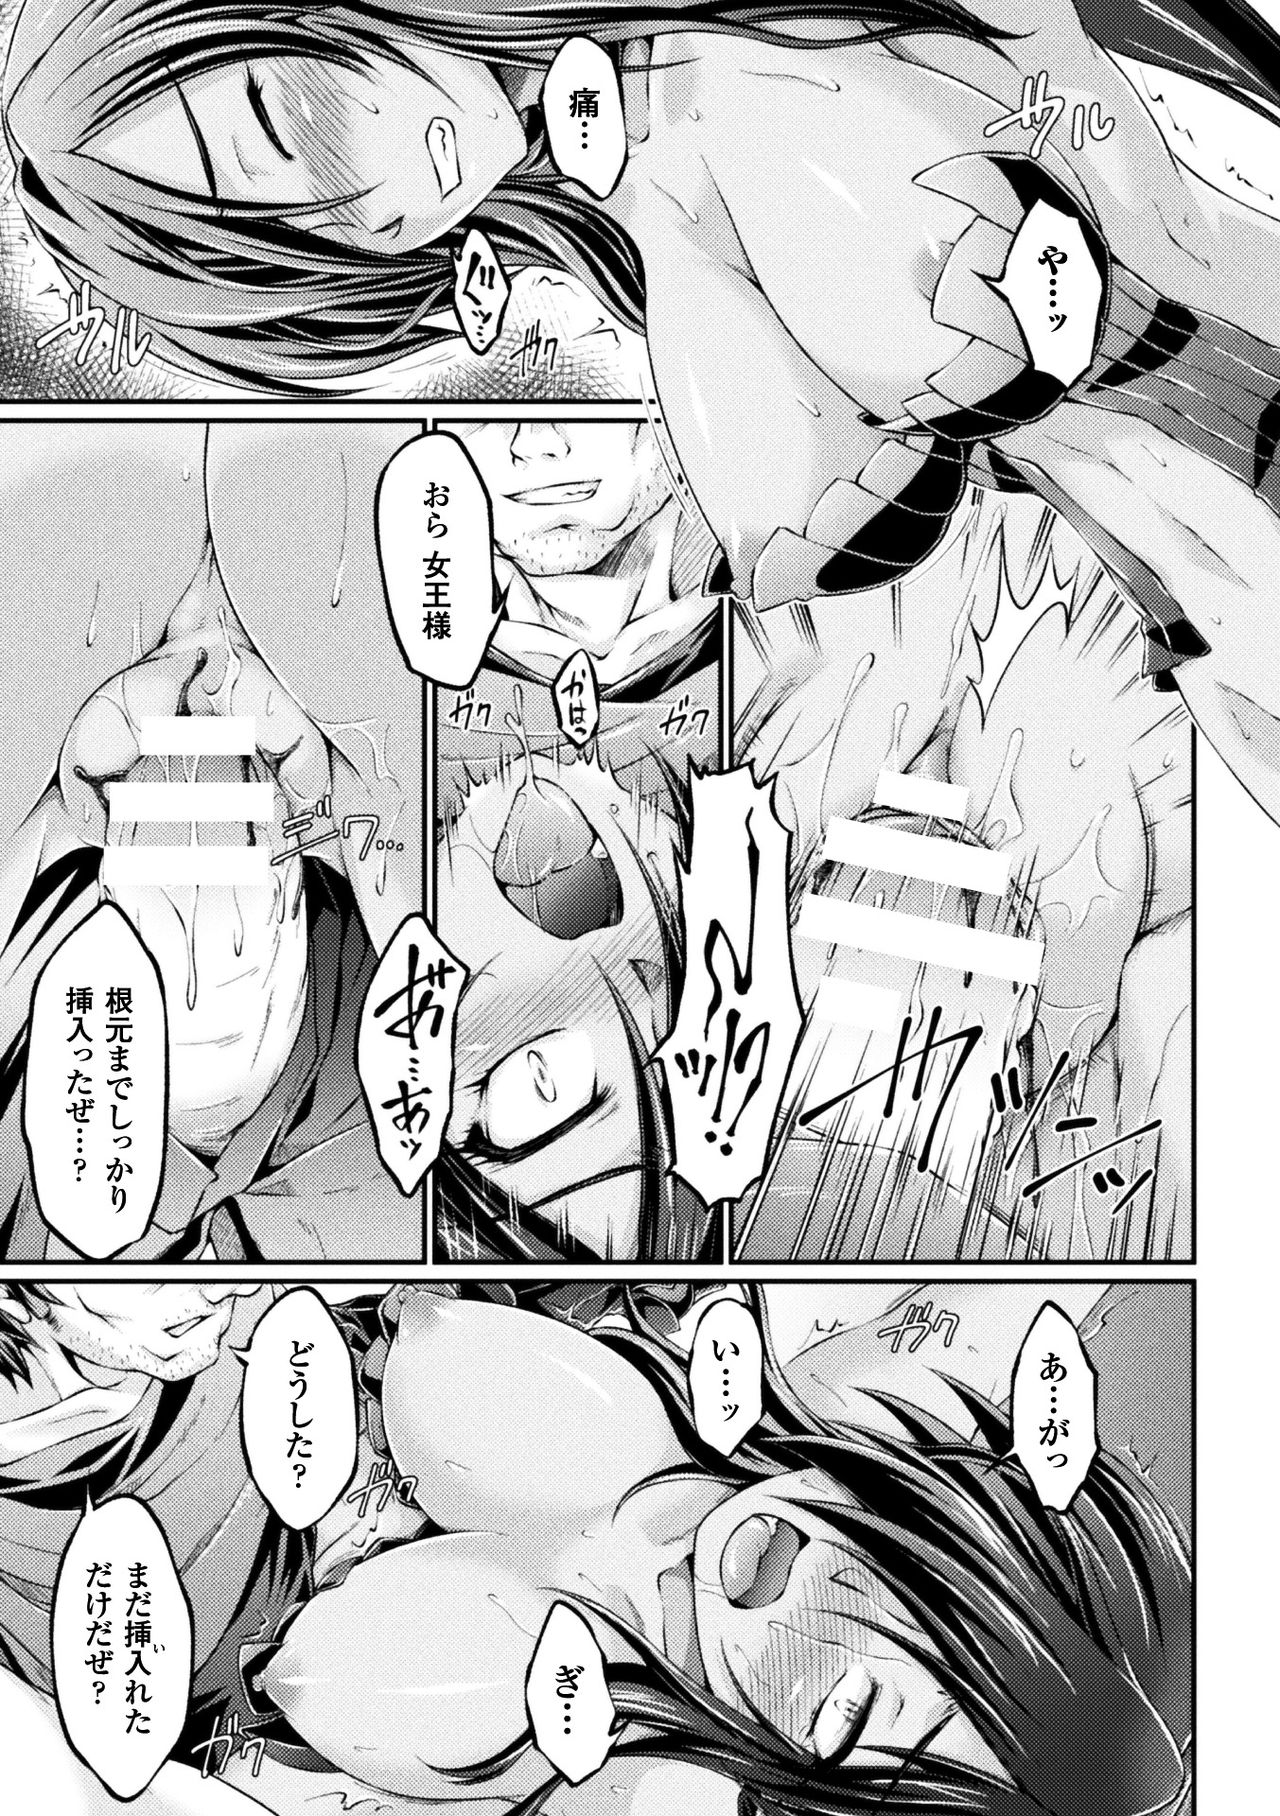 や…ッ
痛…
ぐッ…
ズル
ズル
ガク
おら 女王様
かはっ
ガク
ガク
あ゛…あ゛ッ
根元までしっかり
挿入ったぜ…？
あ…がっ
い…ッ
ぎ…
どうした？
まだ挿入れた
い
だけだぜ？
ガク
ガク
ガク